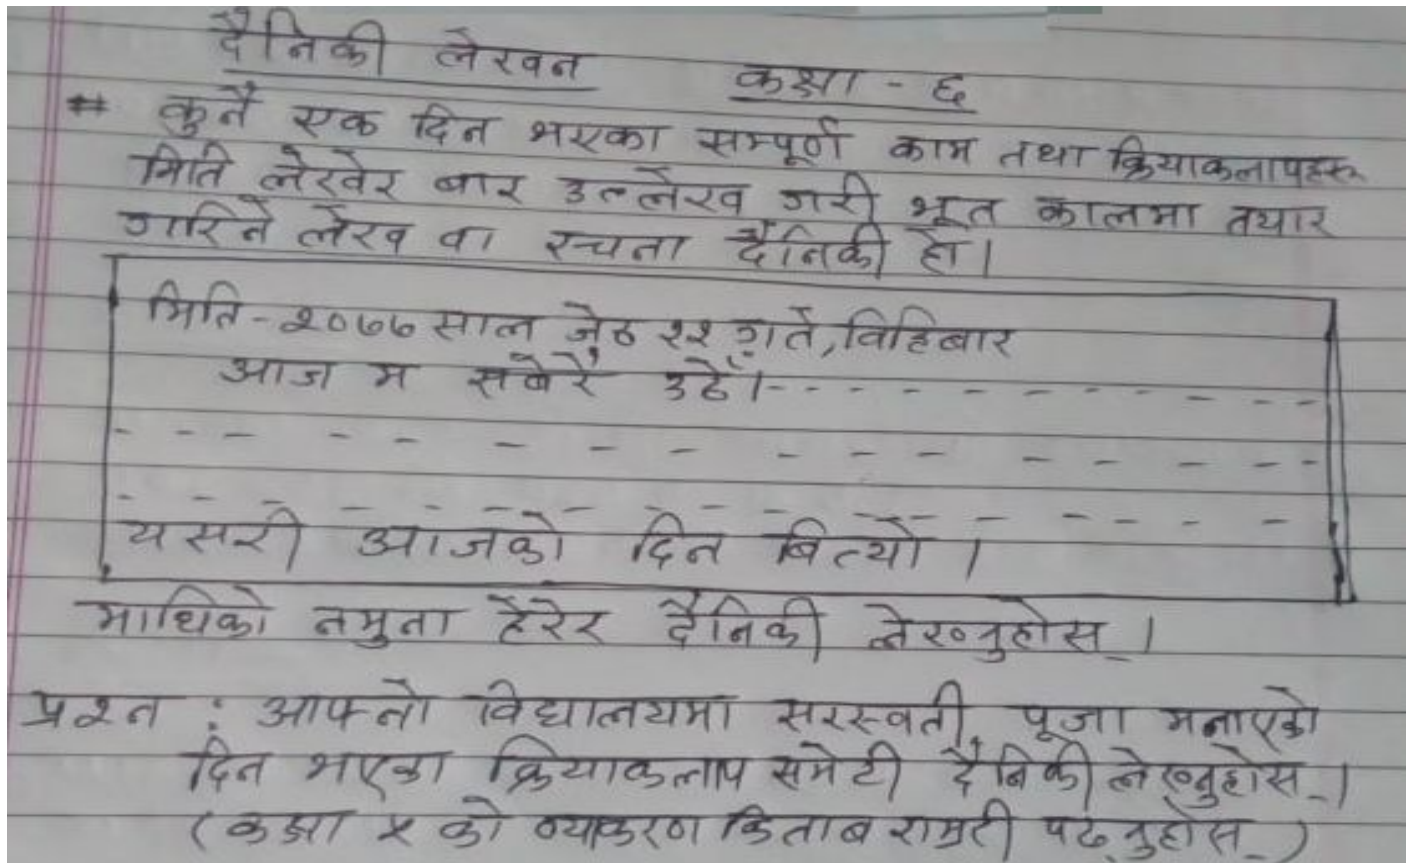 दैनिकी लेखन कक्षा - ६
# कुनै एक दिन भएका सम्पूर्ण काम तथा क्रियाकलापहरू
मिति लेखेर बार उल्लेख गरी भूत कालमा तयार
गरिने लेख वा रचना दैनिकी हो।
मिति - २०७७ साल जेठ २२ गते, विहिबार
आज म सबेरै उठें।- - - - - - - - - - -
- - - - - - - - - - - - - - - -
- - - - - - - - - - - - - - - -
यसरी आजको दिन बित्यो ।
माथिको नमुना हेरेर दैनिकी लेख्नुहोस् ।
प्रश्न : आफ्नो विद्यालयमा सरस्वती पूजा मनाएको
दिन भएका क्रियाकलाप समेटी दैनिकी लेख्नुहोस् ।
(कक्षा ५ को व्याकरण किताब राम्ररी पढ्नुहोस्)